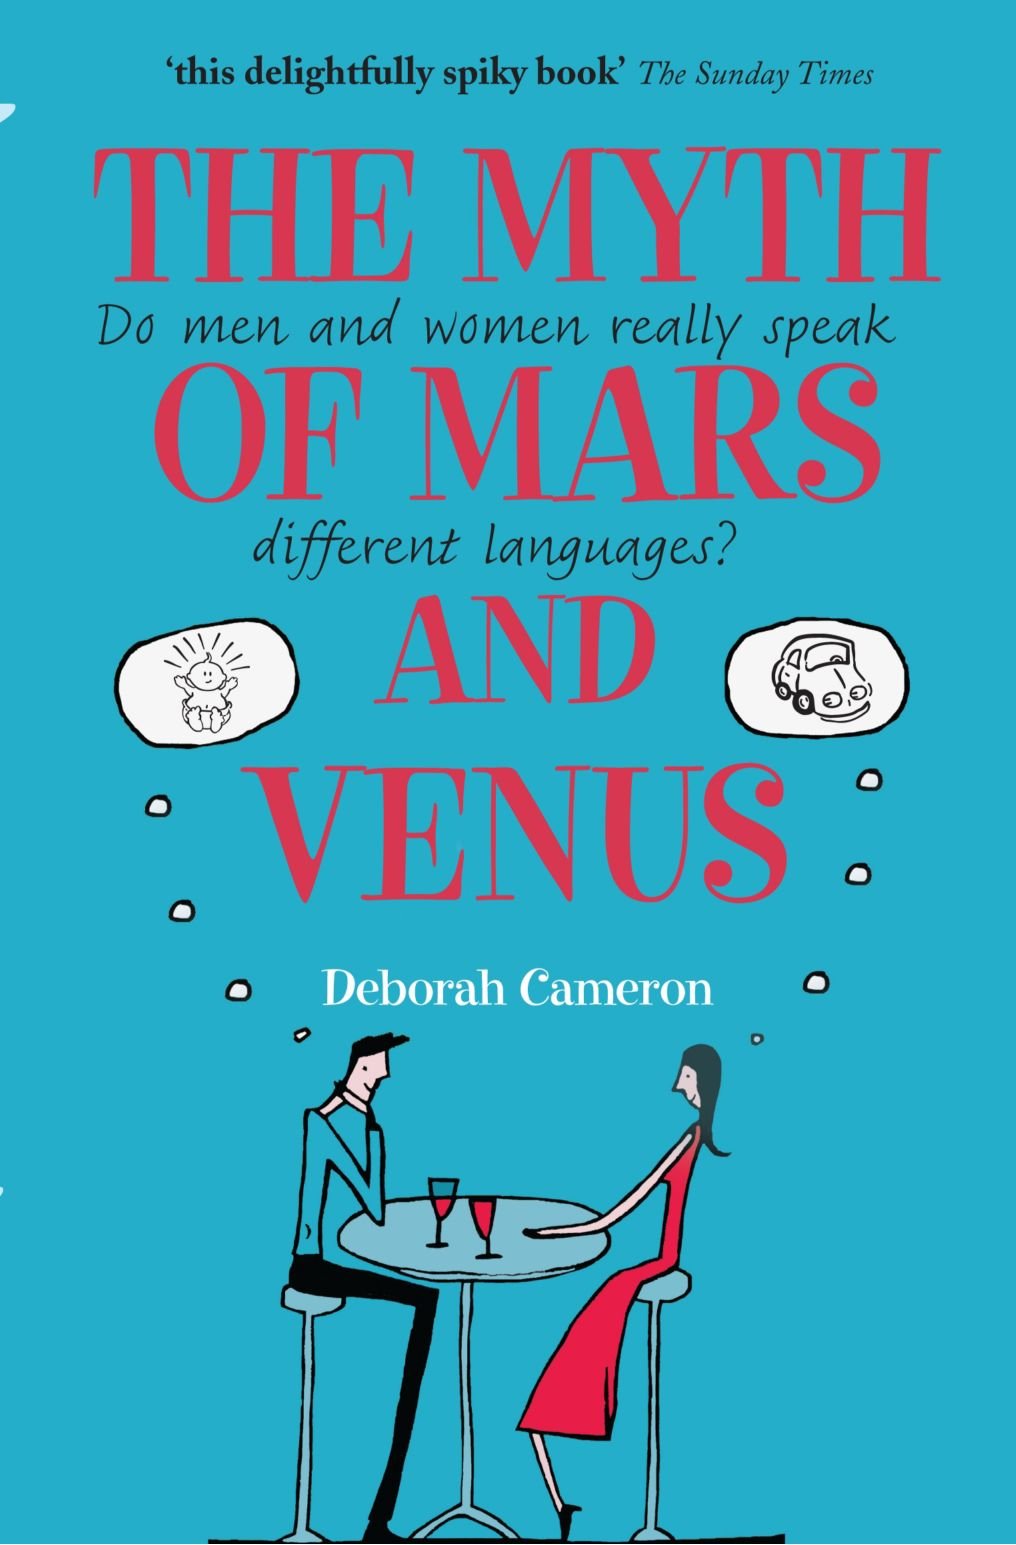 ‘this delightfully spiky book’ The Sunday Times
THE MYTH
Do men and women really speak
OF MARS
different languages?
AND
VENUS
Deborah Cameron